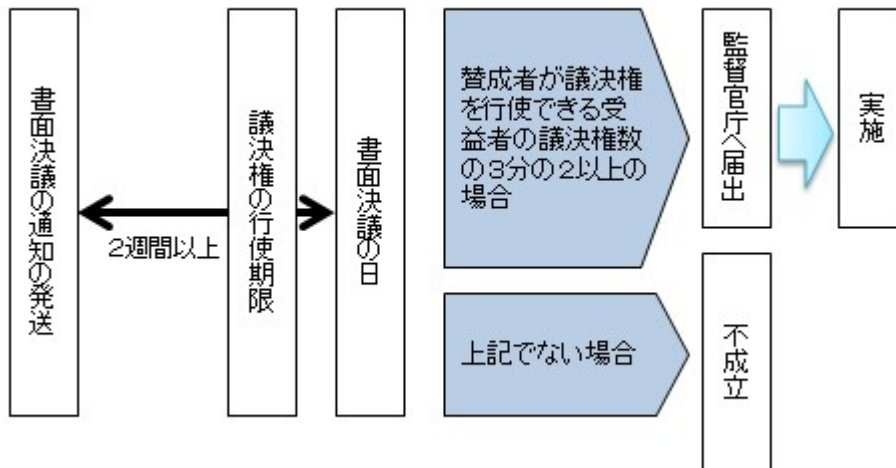 書面決議の通知の発送
2週間以上
議決権の行使期限
書面決議の日
賛成者が議決権
を行使できる受
益者の議決権数
の3分の2以上の
場合
監督官庁へ届出
実施
上記でない場合
不成立